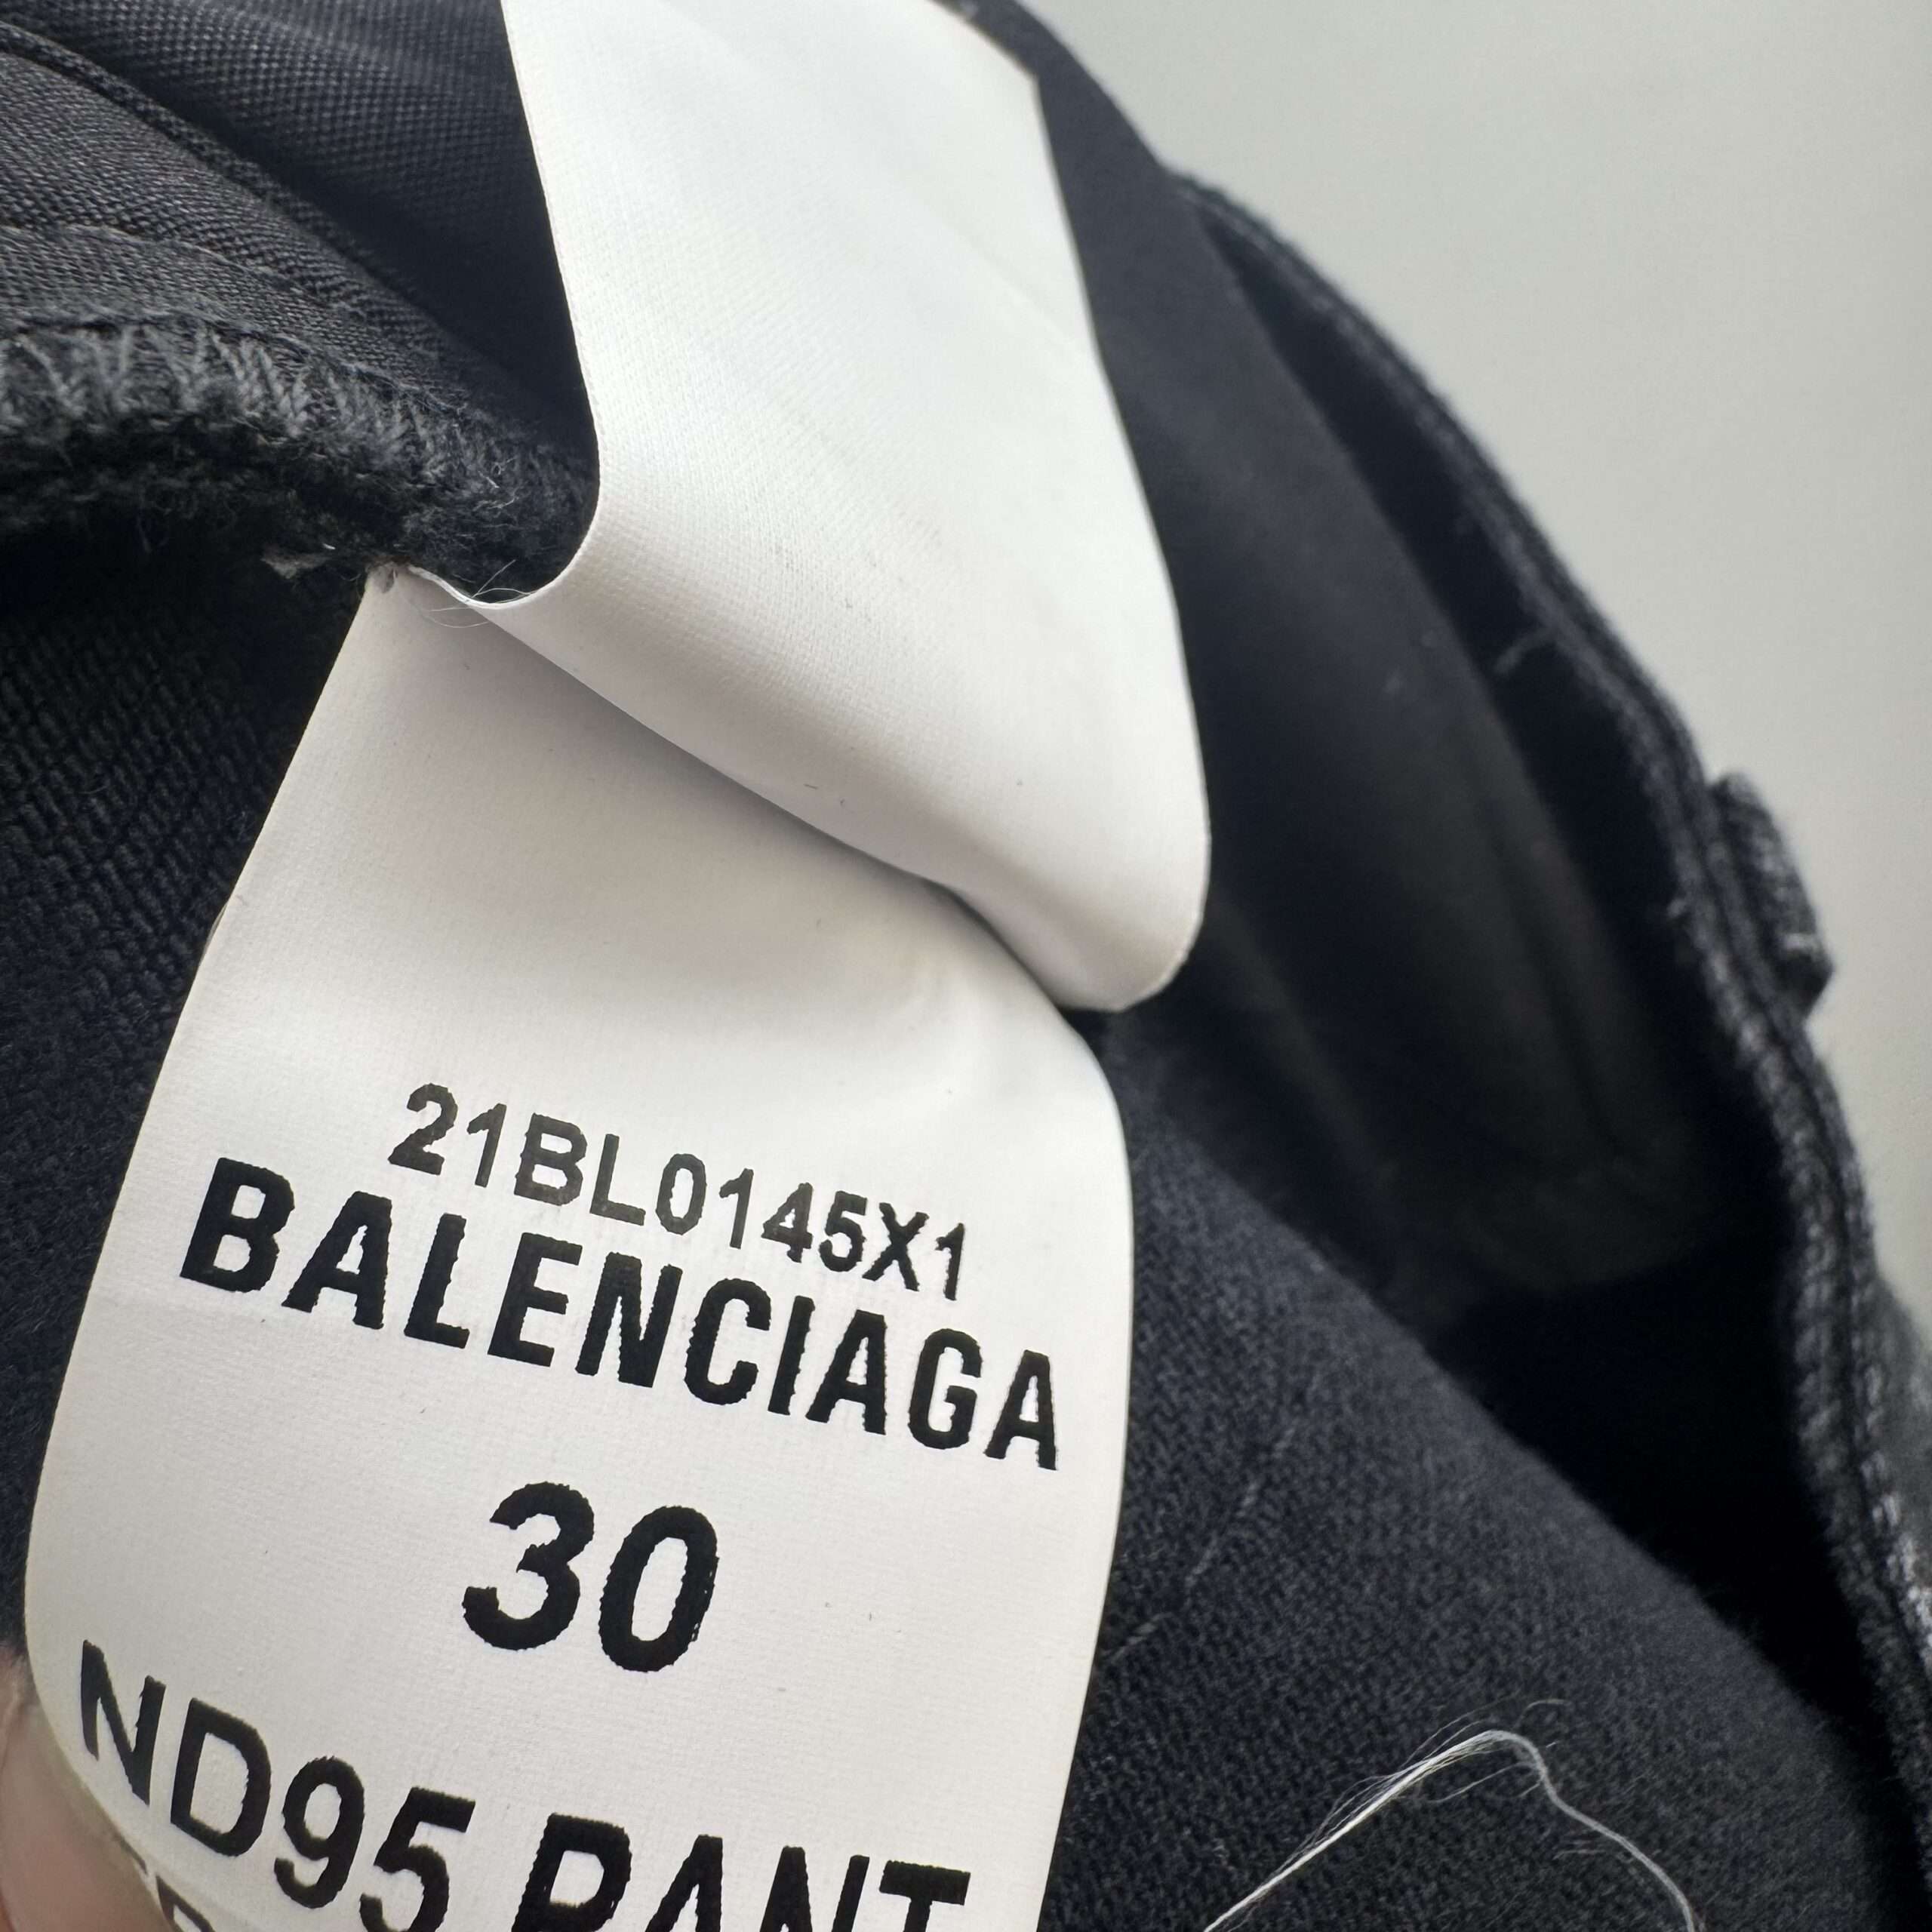 21BL0145X1
BALENCIAGA
30
ND95 PANT